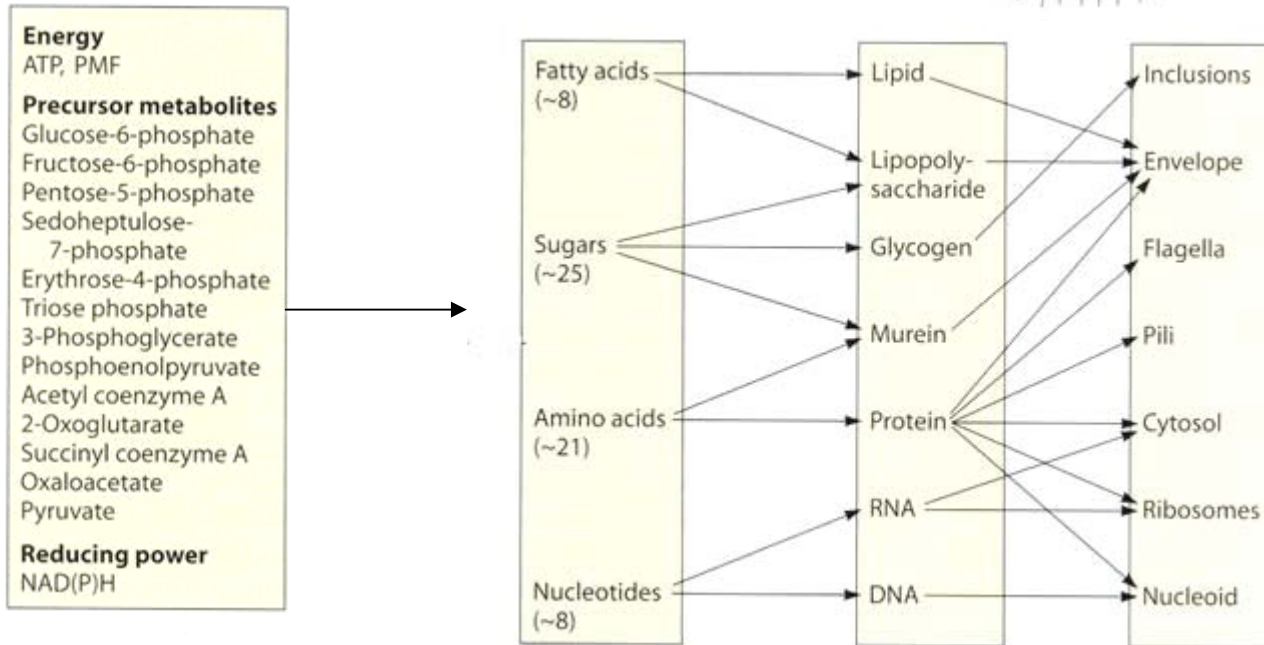 Energy
ATP, PMF
Precursor metabolites
Glucose-6-phosphate
Fructose-6-phosphate
Pentose-5-phosphate
Sedoheptulose-
7-phosphate
Erythrose-4-phosphate
Triose phosphate
3-Phosphoglycerate
Phosphoenolpyruvate
Acetyl coenzyme A
2-Oxoglutarate
Succinyl coenzyme A
Oxaloacetate
Pyruvate
Reducing power
NAD(P)H
Fatty acids
(~8)
Sugars
(~25)
Amino acids
(~21)
Nucleotides
(~8)
Lipid
Lipopoly-
saccharide
Glycogen
Murein
Protein
RNA
DNA
Inclusions
Envelope
Flagella
Pili
Cytosol
Ribosomes
Nucleoid